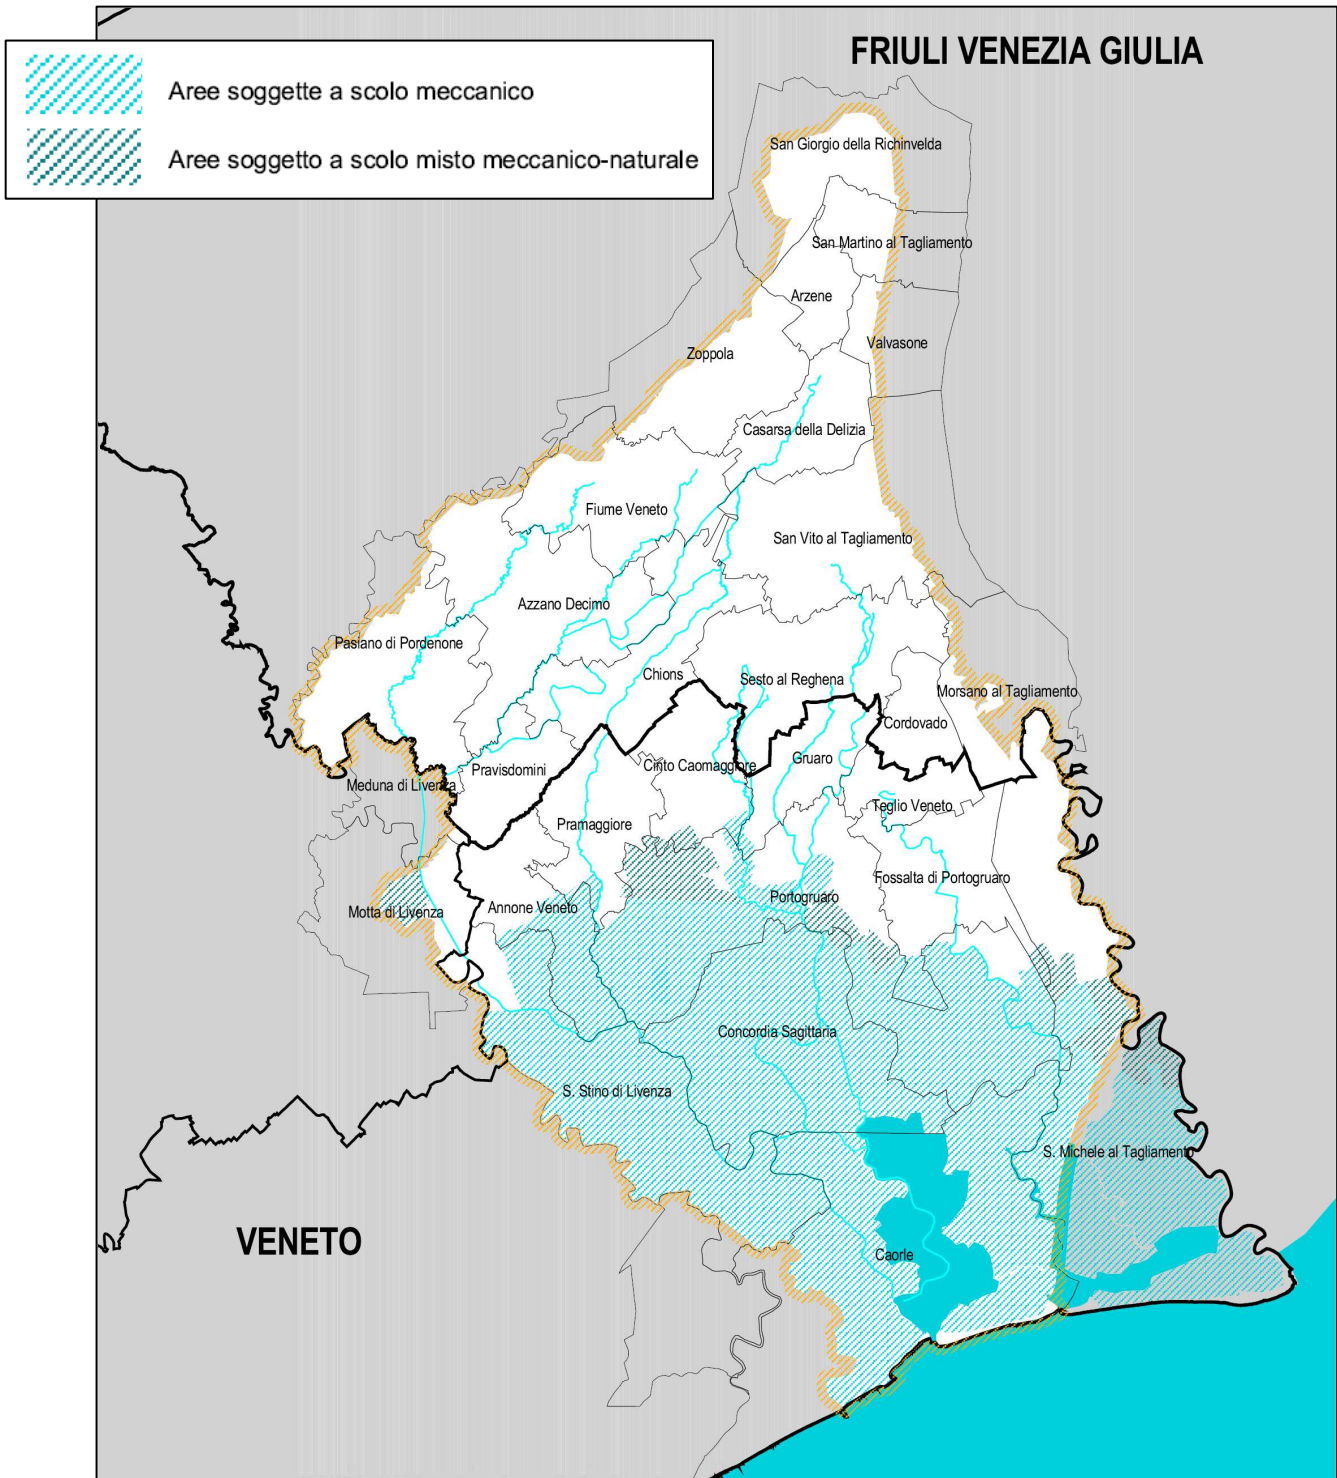 FRIULI VENEZIA GIULIA
Aree soggette a scolo meccanico
Aree soggetto a scolo misto meccanico-naturale
San Giorgio della Richinvelda
San Martino al Tagliamento
Arzene
Valvasone
Zoppola
Casarsa della Delizia
Fiume Veneto
San Vito al Tagliamento
Azzano Decimo
Pasiano di Pordenone
Chions
Sesto al Reghena
Morsano al Tagliamento
Cordovado
Gruaro
Cinto Caomaggiore
Pravisdomini
Meduna di Livenza
Teglio Veneto
Pramaggiore
Fossalta di Portogruaro
Portogruaro
Annone Veneto
Motta di Livenza
Concordia Sagittaria
S. Stino di Livenza
S. Michele al Tagliamento
VENETO
Caorle